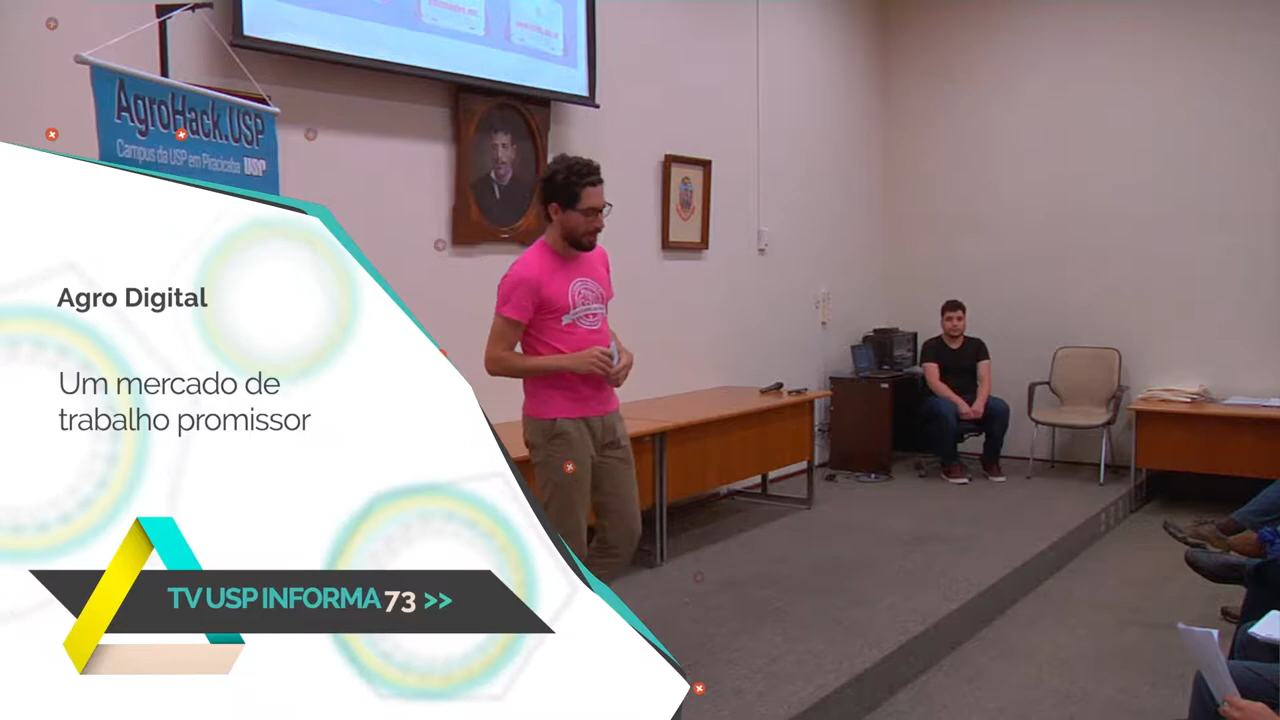 AgroHack.USP
Campus da USP em Piracicaba USP
Agro Digital
Um mercado de
trabalho promissor
TV USP INFORMA 73 >>